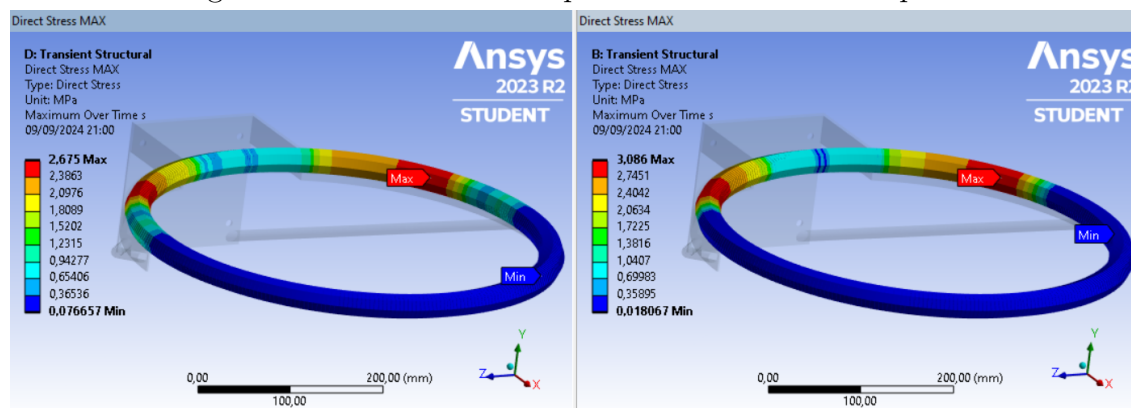 Direct Stress MAX
D: Transient Structural
Direct Stress MAX
Type: Direct Stress
Unit: MPa
Maximum Over Time s
09/09/2024 21:00
2,675 Max
2,3863
2,0976
1,8089
1,5202
1,2315
0,94277
0,65406
0,36536
0,076657 Min
Ansys
2023 R2
STUDENT
Max
Min
Y
Z
X
0,00
200,00 (mm)
100,00
Direct Stress MAX
B: Transient Structural
Direct Stress MAX
Type: Direct Stress
Unit: MPa
Maximum Over Time s
09/09/2024 21:00
3,086 Max
2,7451
2,4042
2,0634
1,7225
1,3816
1,0407
0,69983
0,35895
0,018067 Min
Ansys
2023 R2
STUDENT
Max
Min
Y
Z
X
0,00
200,00 (mm)
100,00